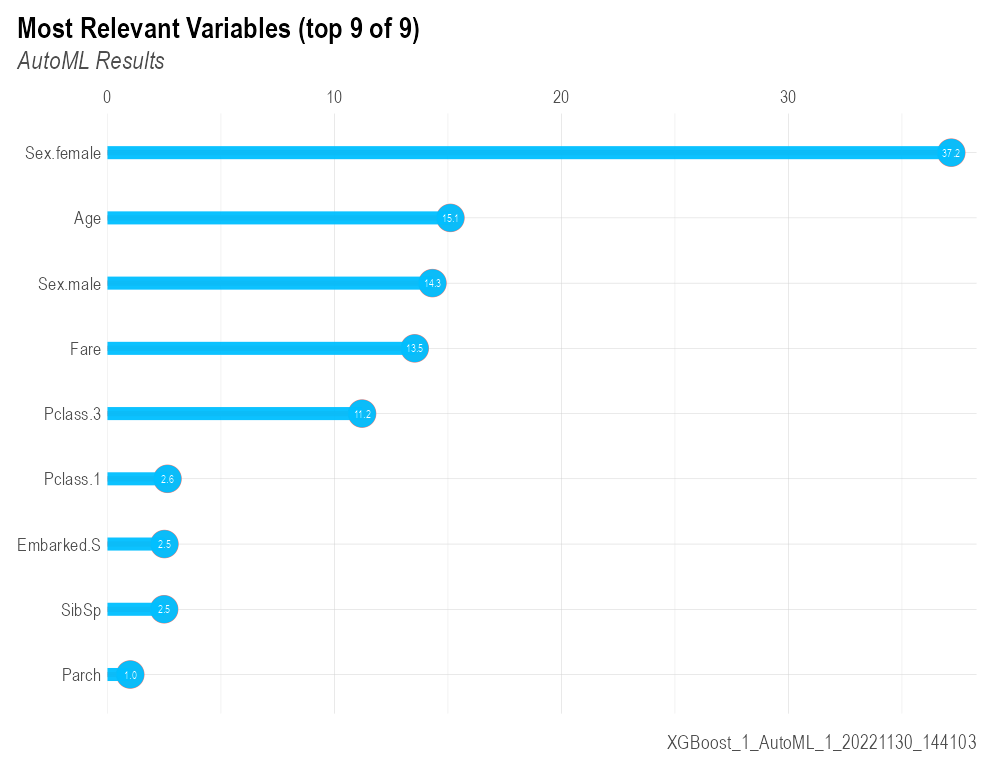 Most Relevant Variables (top 9 of 9)
AutoML Results
0 10 20 30
Sex.female 37.2
Age 15.1
Sex.male 14.3
Fare 13.5
Pclass.3 11.2
Pclass.1 2.6
Embarked.S 2.5
SibSp 2.5
Parch 1.0
XGBoost_1_AutoML_1_20221130_144103